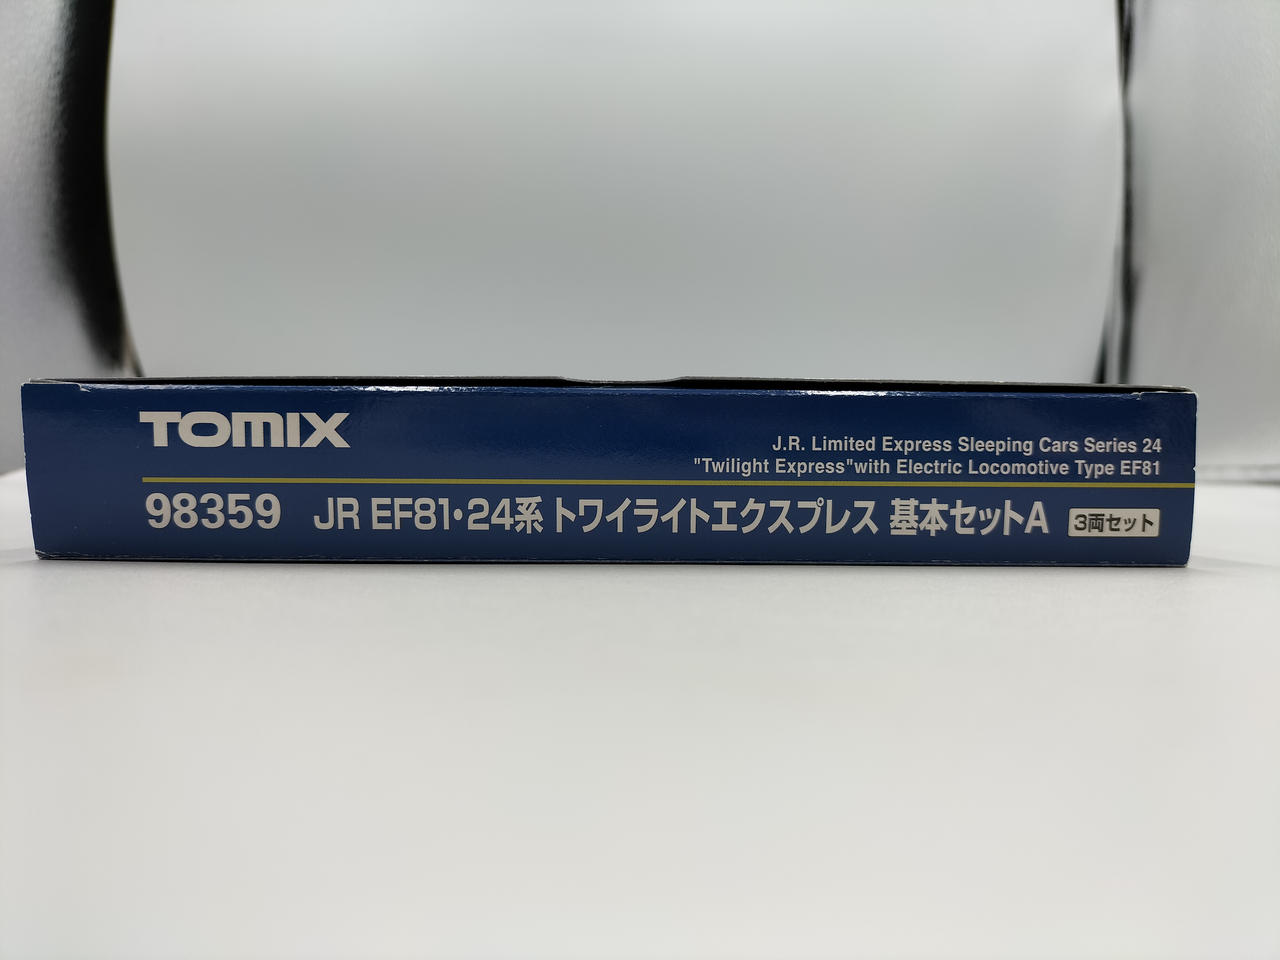 TOMIX
J.R. Limited Express Sleeping Cars Series 24
"Twilight Express"with Electric Locomotive Type EF81
98359 JR EF81・24系 トワイライトエクスプレス 基本セットA 3両セット